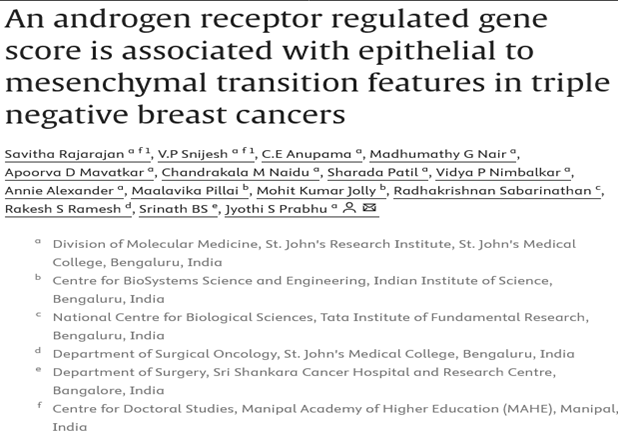 An androgen receptor regulated gene
score is associated with epithelial to
mesenchymal transition features in triple
negative breast cancers
Savitha Rajarajan a f 1, V.P Snijesh a f 1, C.E Anupama a, Madhumathy G Nair a,
Apoorva D Mavatkar a, Chandrakala M Naidu a, Sharada Patil a, Vidya P Nimbalkar a,
Annie Alexander a, Maalavika Pillai b, Mohit Kumar Jolly b, Radhakrishnan Sabarinathan c,
Rakesh S Ramesh d, Srinath BS e, Jyothi S Prabhu a
a Division of Molecular Medicine, St. John's Research Institute, St. John's Medical
College, Bengaluru, India
b Centre for BioSystems Science and Engineering, Indian Institute of Science,
Bengaluru, India
c National Centre for Biological Sciences, Tata Institute of Fundamental Research,
Bengaluru, India
d Department of Surgical Oncology, St. John's Medical College, Bengaluru, India
e Department of Surgery, Sri Shankara Cancer Hospital and Research Centre,
Bangalore, India
f Centre for Doctoral Studies, Manipal Academy of Higher Education (MAHE), Manipal,
India